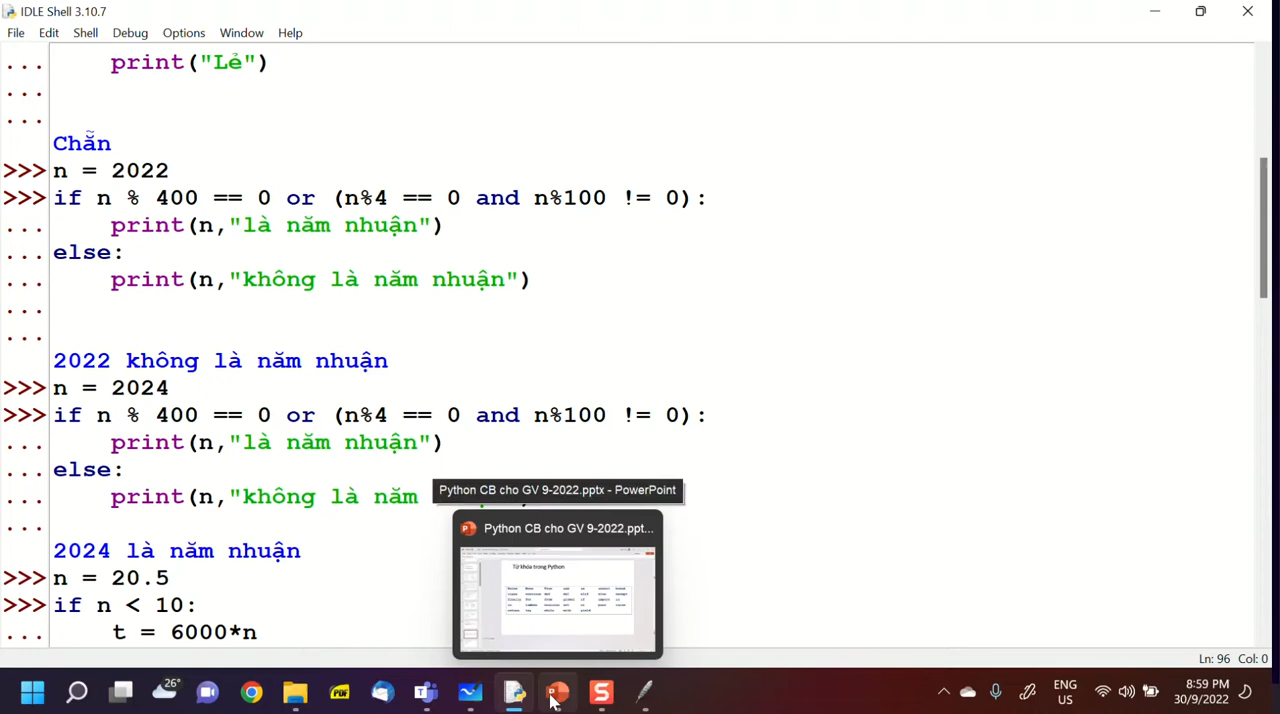 IDLE Shell 3.10.7
File Edit Shell Debug Options Window Help
... print("Lẻ")
...
...
Chẵn
>>> n = 2022
>>> if n % 400 == 0 or (n%4 == 0 and n%100 != 0):
... print(n,"là năm nhuận")
... else:
... print(n,"không là năm nhuận")
...
...
2022 không là năm nhuận
>>> n = 2024
>>> if n % 400 == 0 or (n%4 == 0 and n%100 != 0):
... print(n,"là năm nhuận")
... else:
... print(n,"không là năm
Python CB cho GV 9-2022.pptx - PowerPoint
Python CB cho GV 9-2022.ppt...
Từ khóa trong Python
...
2024 là năm nhuận
>>> n = 20.5
>>> if n < 10:
... t = 6000*n
Ln: 96 Col: 0
26°
PDF
ENG
US
8:59 PM
30/9/2022